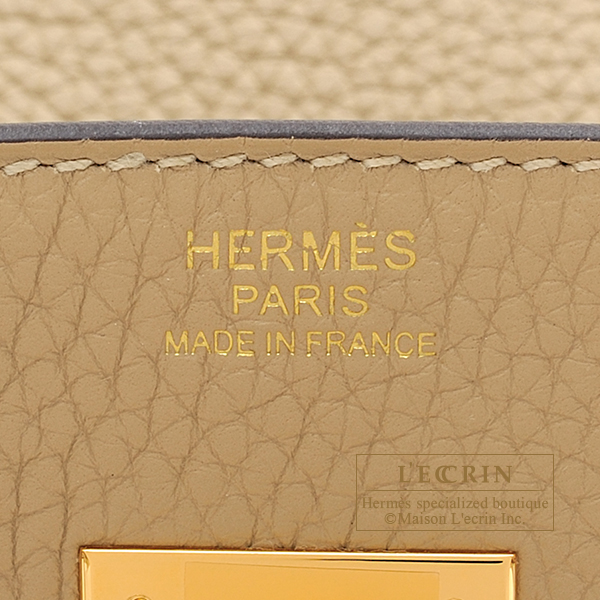 HERMÈS
PARIS
MADE IN FRANCE
L'ECRIN
Hermès specialized boutique
©Maison L'ecrin Inc.